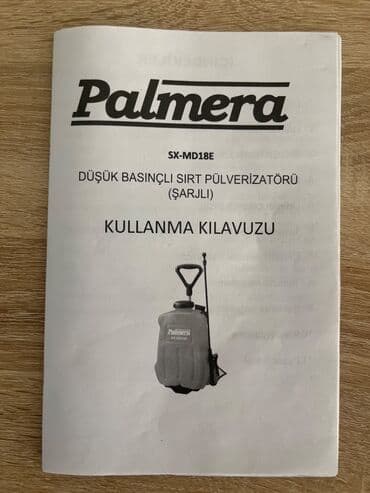 Palmera
SX-MD18E
DÜŞÜK BASINÇLI SIRT PÜLVERİZATÖRÜ
(ŞARJLI)
KULLANMA KILAVUZU
Palmera